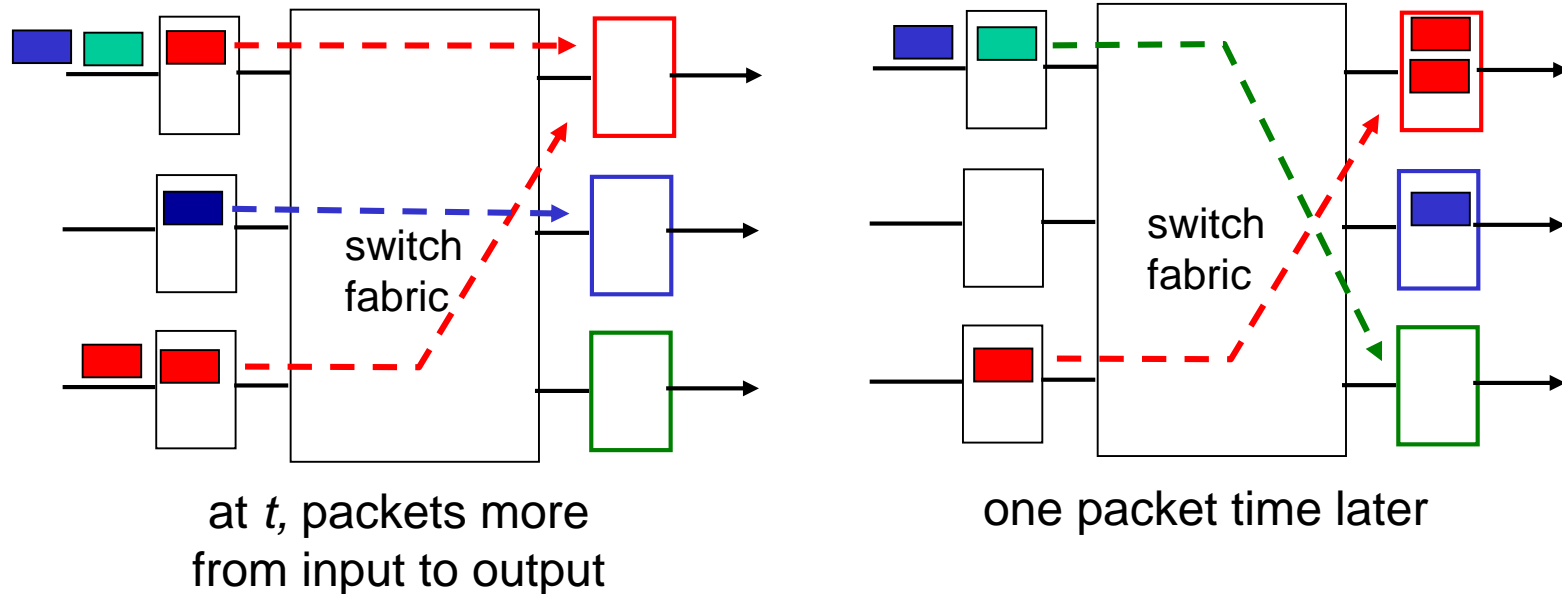 switch
fabric
at t, packets more
from input to output
switch
fabric
one packet time later